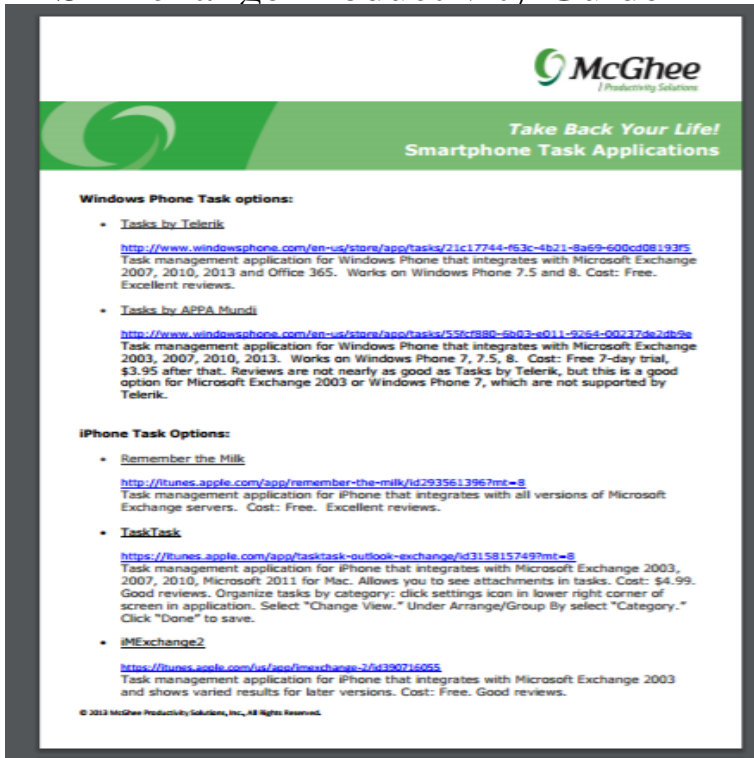 McGhee
Productivity Solutions
Take Back Your Life!
Smartphone Task Applications
Windows Phone Task options:
• Tasks by Telerik
http://www.windowsphone.com/en-us/store/app/tasks/21c17744-f63c-4b21-8a69-600cd08193f5
Task management application for Windows Phone that integrates with Microsoft Exchange
2007, 2010, 2013 and Office 365. Works on Windows Phone 7.5 and 8. Cost: Free.
Excellent reviews.
• Tasks by APPA Mundi
http://www.windowsphone.com/en-us/store/app/tasks/55fcf880-6b03-e011-9264-00237de2db9e
Task management application for Windows Phone that integrates with Microsoft Exchange
2003, 2007, 2010, 2013. Works on Windows Phone 7, 7.5, 8. Cost: Free 7-day trial,
$3.95 after that. Reviews are not nearly as good as Tasks by Telerik, but this is a good
option for Microsoft Exchange 2003 or Windows Phone 7, which are not supported by
Telerik.
iPhone Task Options:
• Remember the Milk
http://itunes.apple.com/app/remember-the-milk/id293561396?mt=8
Task management application for iPhone that integrates with all versions of Microsoft
Exchange servers. Cost: Free. Excellent reviews.
• TaskTask
https://itunes.apple.com/app/tasktask-outlook-exchange/id315815749?mt=8
Task management application for iPhone that integrates with Microsoft Exchange 2003,
2007, 2010, Microsoft 2011 for Mac. Allows you to see attachments in tasks. Cost: $4.99.
Good reviews. Organize tasks by category: click settings icon in lower right corner of
screen in application. Select “Change View.” Under Arrange/Group By select “Category.”
Click “Done” to save.
• iMExchange2
https://itunes.apple.com/us/app/imexchange-2/id390716055
Task management application for iPhone that integrates with Microsoft Exchange 2003
and shows varied results for later versions. Cost: Free. Good reviews.
© 2013 McGhee Productivity Solutions, Inc., All Rights Reserved.